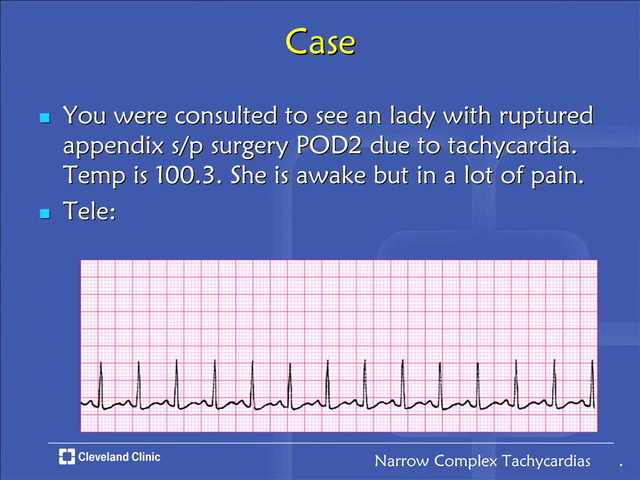 Case
You were consulted to see an lady with ruptured
appendix s/p surgery POD2 due to tachycardia.
Temp is 100.3. She is awake but in a lot of pain.
Tele:
Cleveland Clinic
Narrow Complex Tachycardias .